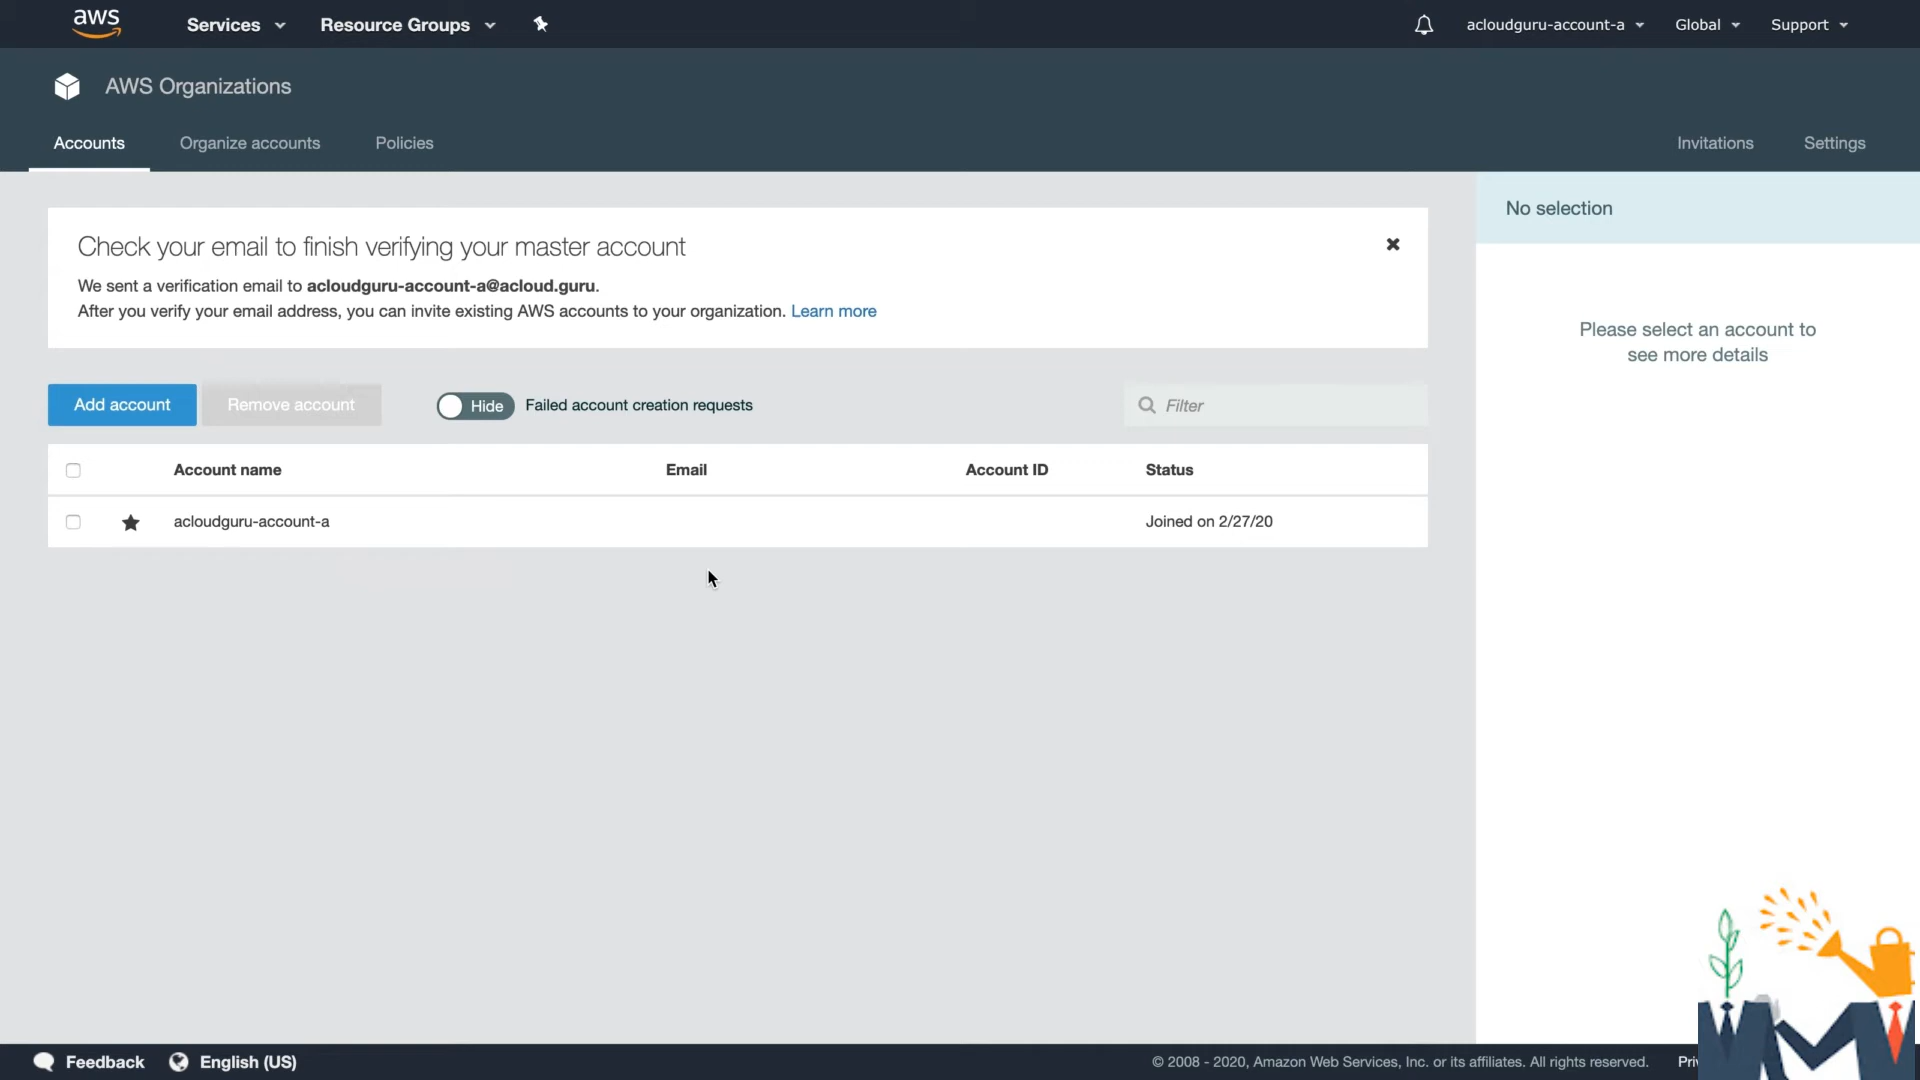 aws
Services
Resource Groups
acloudguru-account-a
Global
Support
AWS Organizations
Accounts
Organize accounts
Policies
Invitations
Settings
Check your email to finish verifying your master account
We sent a verification email to acloudguru-account-a@acloud.guru.
After you verify your email address, you can invite existing AWS accounts to your organization. Learn more
No selection
Please select an account to
see more details
Add account
Remove account
Hide
Failed account creation requests
Filter
Account name
Email
Account ID
Status
acloudguru-account-a
Joined on 2/27/20
Feedback
English (US)
© 2008 - 2020, Amazon Web Services, Inc. or its affiliates. All rights reserved.